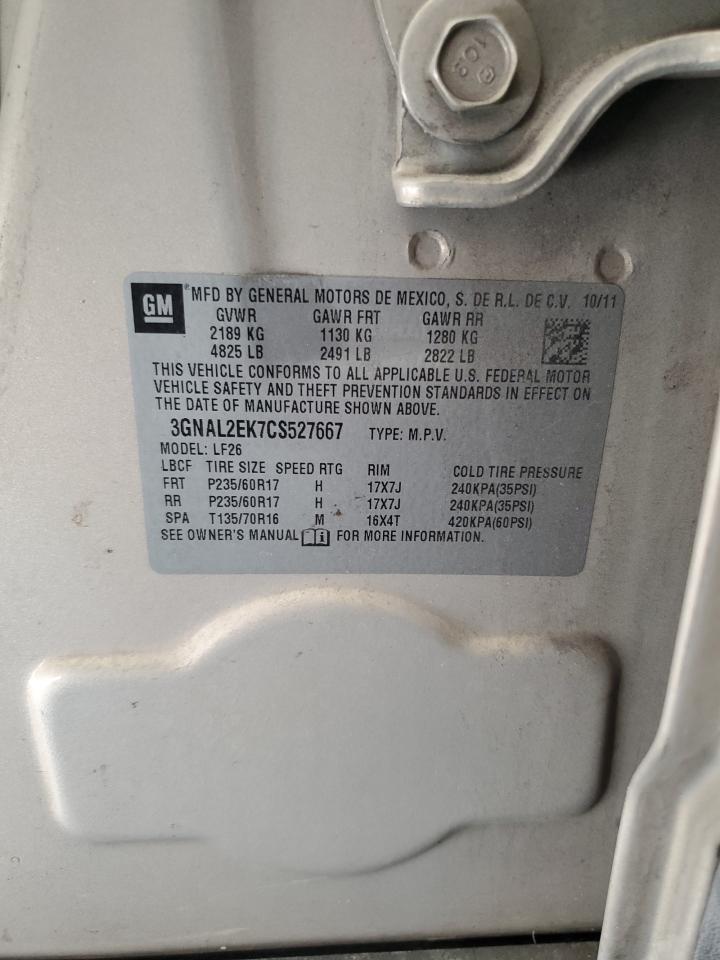 10.9
GM
®MFD BY GENERAL MOTORS DE MEXICO, S. DE R.L. DE C.V. 10/11
GVWR GAWR FRT GAWR RR
2189 KG 1130 KG 1280 KG
4825 LB 2491 LB 2822 LB
THIS VEHICLE CONFORMS TO ALL APPLICABLE U.S. FEDERAL MOTOR
VEHICLE SAFETY AND THEFT PREVENTION STANDARDS IN EFFECT ON
THE DATE OF MANUFACTURE SHOWN ABOVE.
3GNAL2EK7CS527667 TYPE: M.P.V.
MODEL: LF26
LBCF TIRE SIZE SPEED RTG RIM COLD TIRE PRESSURE
FRT P235/60R17 H 17X7J 240KPA(35PSI)
RR P235/60R17 H 17X7J 240KPA(35PSI)
SPA T135/70R16 M 16X4T 420KPA(60PSI)
SEE OWNER'S MANUAL i FOR MORE INFORMATION.